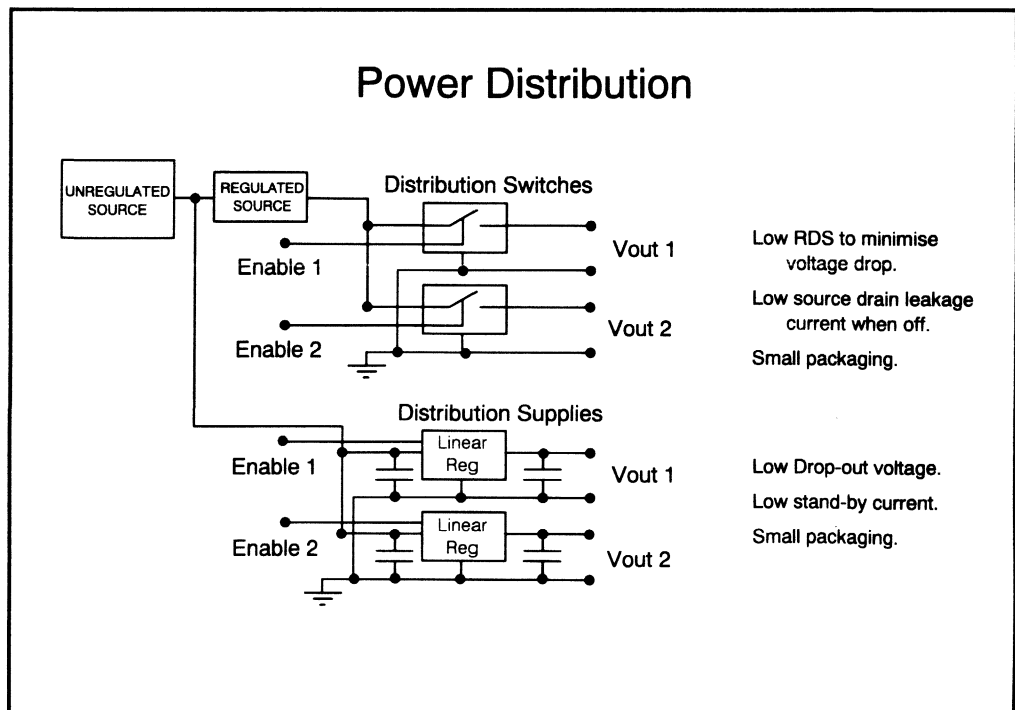 Power Distribution
UNREGULATED
SOURCE
REGULATED
SOURCE
Distribution Switches
Enable 1
Vout 1
Enable 2
Vout 2
Low RDS to minimise
voltage drop.
Low source drain leakage
current when off.
Small packaging.
Distribution Supplies
Enable 1
Linear
Reg
Vout 1
Enable 2
Linear
Reg
Vout 2
Low Drop-out voltage.
Low stand-by current.
Small packaging.